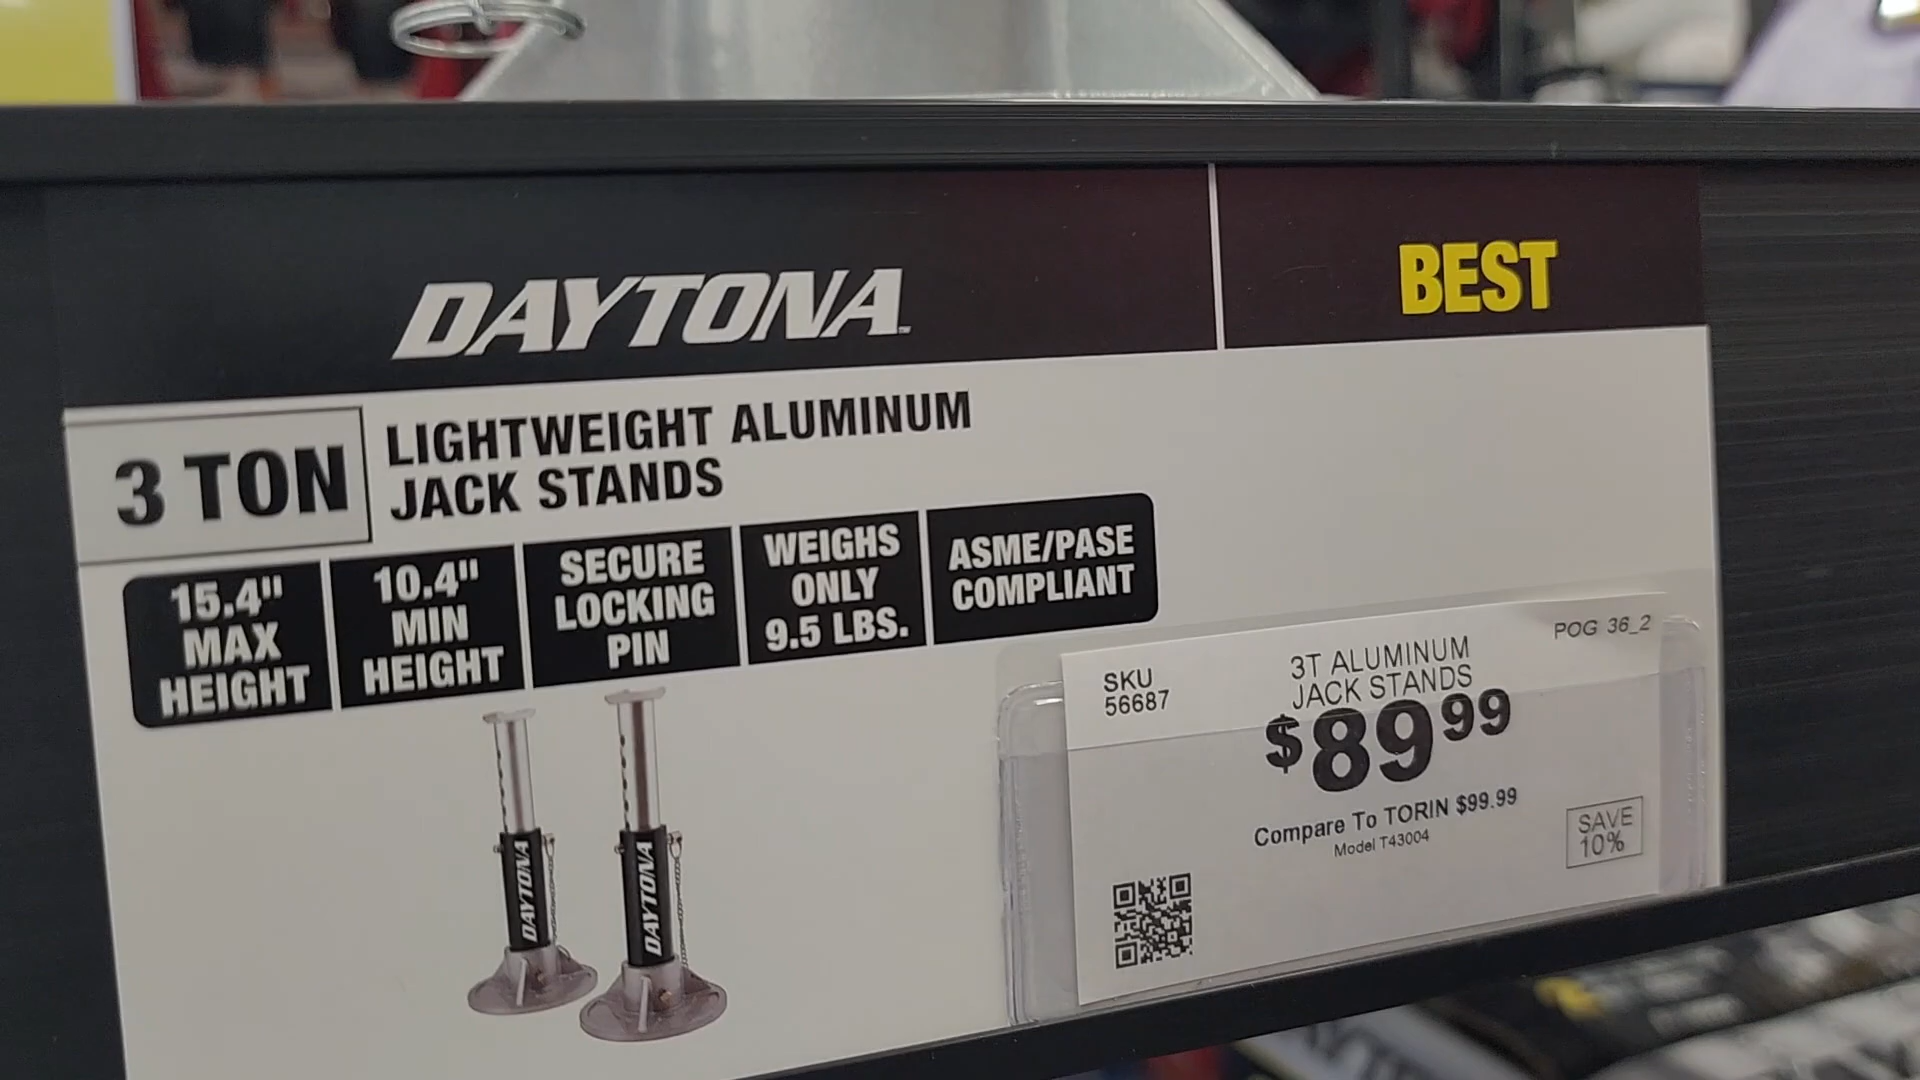 DAYTONA
BEST
3 TON
LIGHTWEIGHT ALUMINUM
JACK STANDS
15.4"
MAX
HEIGHT
10.4"
MIN
HEIGHT
SECURE
LOCKING
PIN
WEIGHS
ONLY
9.5 LBS.
ASME/PASE
COMPLIANT
POG 36_2
SKU
56687
3T ALUMINUM
JACK STANDS
$89 99
Compare To TORIN $99.99
Model T43004
SAVE
10%
DAYTONA
DAYTONA